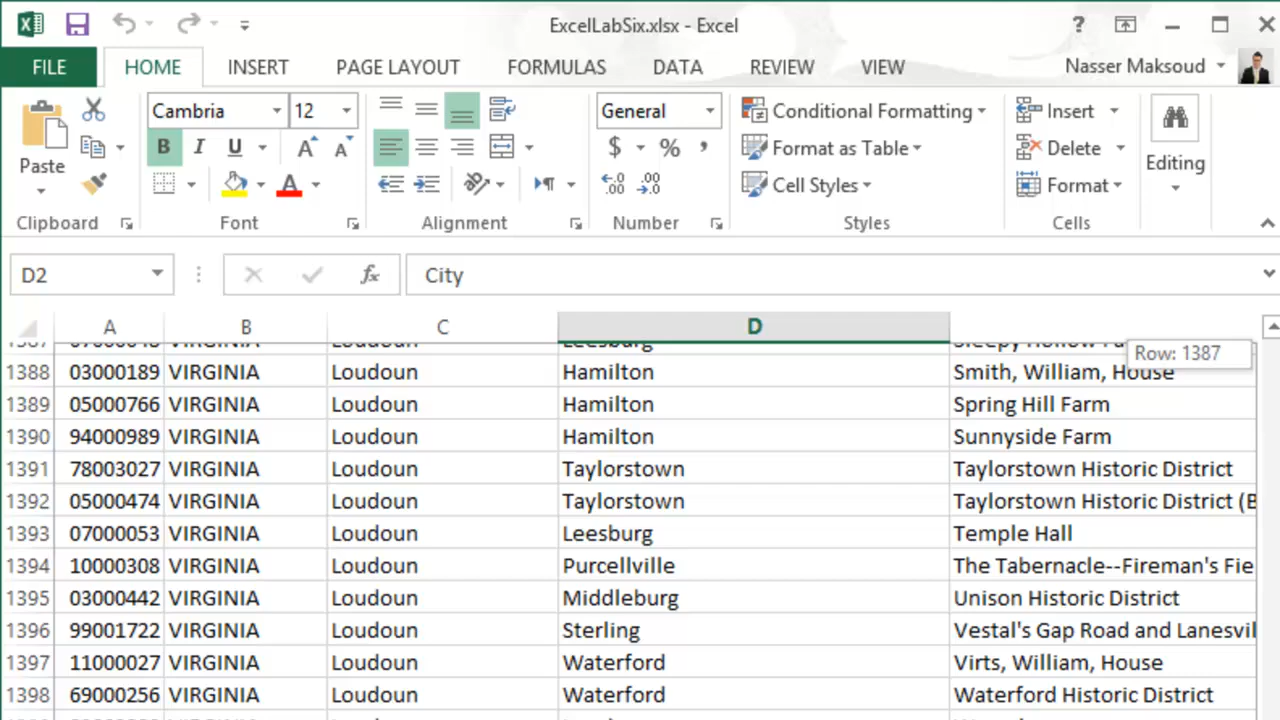 ExcelLabSix.xlsx - Excel
?
FILE HOME INSERT PAGE LAYOUT FORMULAS DATA REVIEW VIEW Nasser Maksoud
Cambria 12 General Conditional Formatting Insert
Paste B I U A A $ % , Format as Table Delete Editing
A .00 .00 Cell Styles Format
Clipboard Font Alignment Number Styles Cells
D2 fx City
A B C D
1387 Loudoun Leesburg Row: 1387
1388 03000189 VIRGINIA Loudoun Hamilton Smith, William, House
1389 05000766 VIRGINIA Loudoun Hamilton Spring Hill Farm
1390 94000989 VIRGINIA Loudoun Hamilton Sunnyside Farm
1391 78003027 VIRGINIA Loudoun Taylorstown Taylorstown Historic District
1392 05000474 VIRGINIA Loudoun Taylorstown Taylorstown Historic District (B
1393 07000053 VIRGINIA Loudoun Leesburg Temple Hall
1394 10000308 VIRGINIA Loudoun Purcellville The Tabernacle--Fireman's Fie
1395 03000442 VIRGINIA Loudoun Middleburg Unison Historic District
1396 99001722 VIRGINIA Loudoun Sterling Vestal's Gap Road and Lanesvil
1397 11000027 VIRGINIA Loudoun Waterford Virts, William, House
1398 69000256 VIRGINIA Loudoun Waterford Waterford Historic District